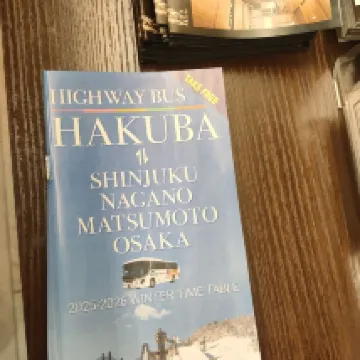 TAKE FREE
HIGHWAY BUS
HAKUBA
⇅
SHINJUKU
NAGANO
MATSUMOTO
OSAKA
2025-2026 WINTER TIME TABLE